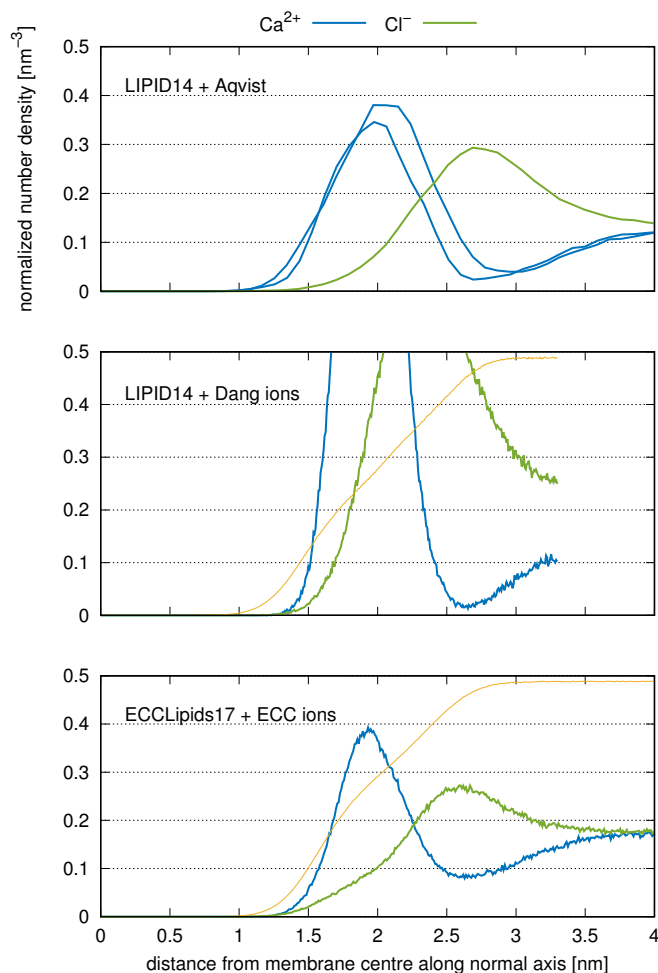 Ca²⁺ Cl⁻
normalized number density [nm⁻³]
0.5
LIPID14 + Aqvist
0.4
0.3
0.2
0.1
0
0.5
LIPID14 + Dang ions
0.4
0.3
0.2
0.1
0
0.5
ECCLipids17 + ECC ions
0.4
0.3
0.2
0.1
0
0 0.5 1 1.5 2 2.5 3 3.5 4
distance from membrane centre along normal axis [nm]